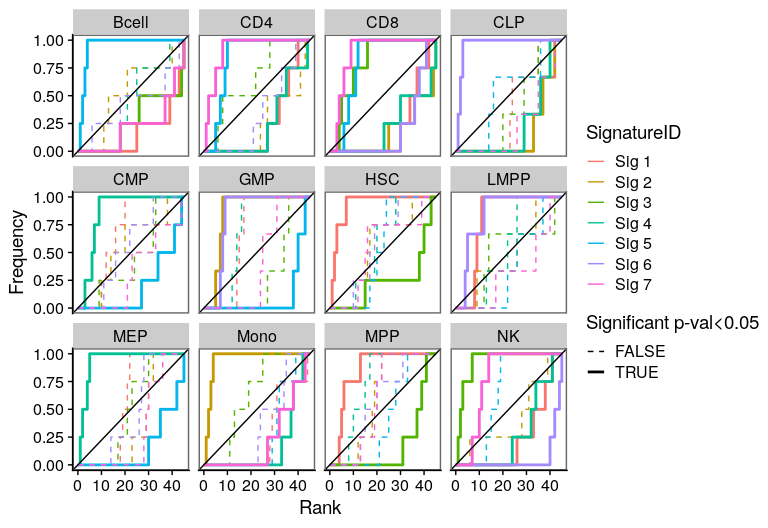 Bcell CD4 CD8 CLP
1.00
0.75
0.50
0.25
0.00
CMP GMP HSC LMPP
1.00
0.75
0.50
0.25
0.00
MEP Mono MPP NK
1.00
0.75
0.50
0.25
0.00
0 10 20 30 40 0 10 20 30 40 0 10 20 30 40 0 10 20 30 40
Rank
Frequency
SignatureID
Sig 1
Sig 2
Sig 3
Sig 4
Sig 5
Sig 6
Sig 7
Significant p-val<0.05
FALSE
TRUE